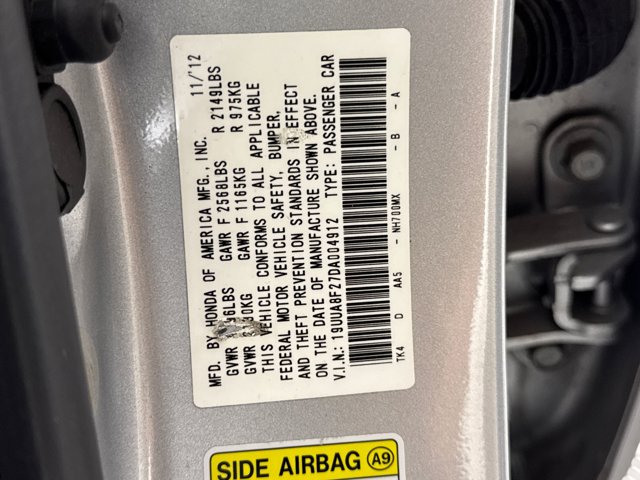 MFD. BY HONDA OF AMERICA MFG., INC. 11/'12
GVWR LBS GAWR F 2568LBS R 2149LBS
GVWR KG GAWR F 1165KG R 975KG
THIS VEHICLE CONFORMS TO ALL APPLICABLE
FEDERAL MOTOR VEHICLE SAFETY, BUMPER,
AND THEFT PREVENTION STANDARDS IN EFFECT
ON THE DATE OF MANUFACTURE SHOWN ABOVE.
V.I.N.: 19UUA8F27DA004912 TYPE: PASSENGER CAR
TK4 D AA5 - NH700MX - B - A
SIDE AIRBAG A9